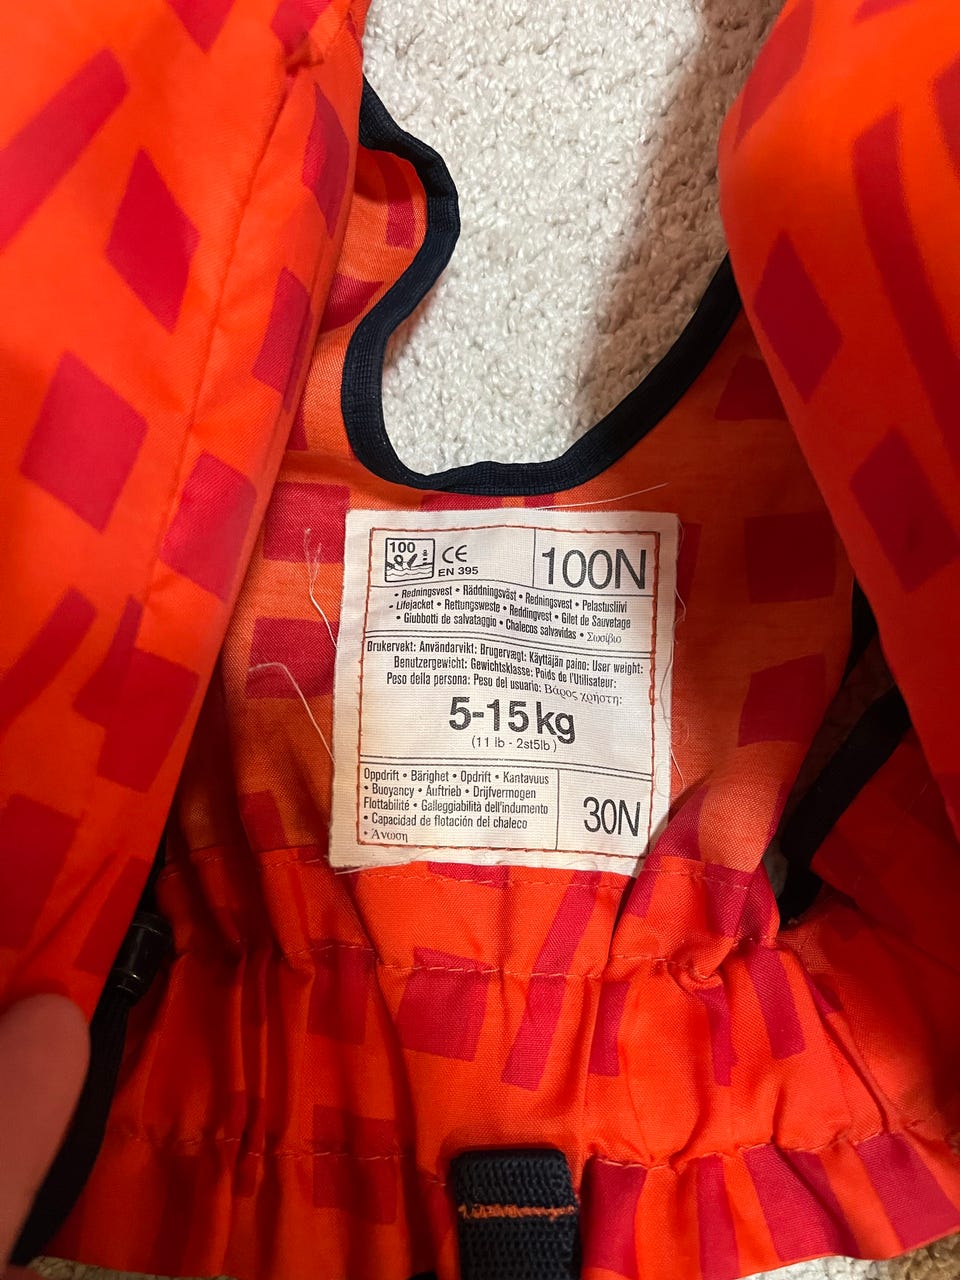 100
CE
EN 395
100N
• Redningsvest • Räddningsväst • Redningsvest • Pelastusliivi
• Lifejacket • Rettungsweste • Reddingvest • Gilet de Sauvetage
• Giubbotti de salvataggio • Chalecos salvavidas • Σωσίβιο
Brukervekt: Användarvikt: Brugervægt: Käyttäjän paino: User weight:
Benutzergewicht: Gewichtsklasse: Poids de l'Utilisateur:
Peso della persona: Peso del usuario: Βάρος χρήστη:
5-15 kg
(11 lb - 2st5lb )
Oppdrift • Bärighet • Opdrift • Kantavuus
• Buoyancy • Auftrieb • Drijfvermogen
Flottabilité • Galleggiabilità dell'indumento
• Capacidad de flotación del chaleco
• Άνωση
30N